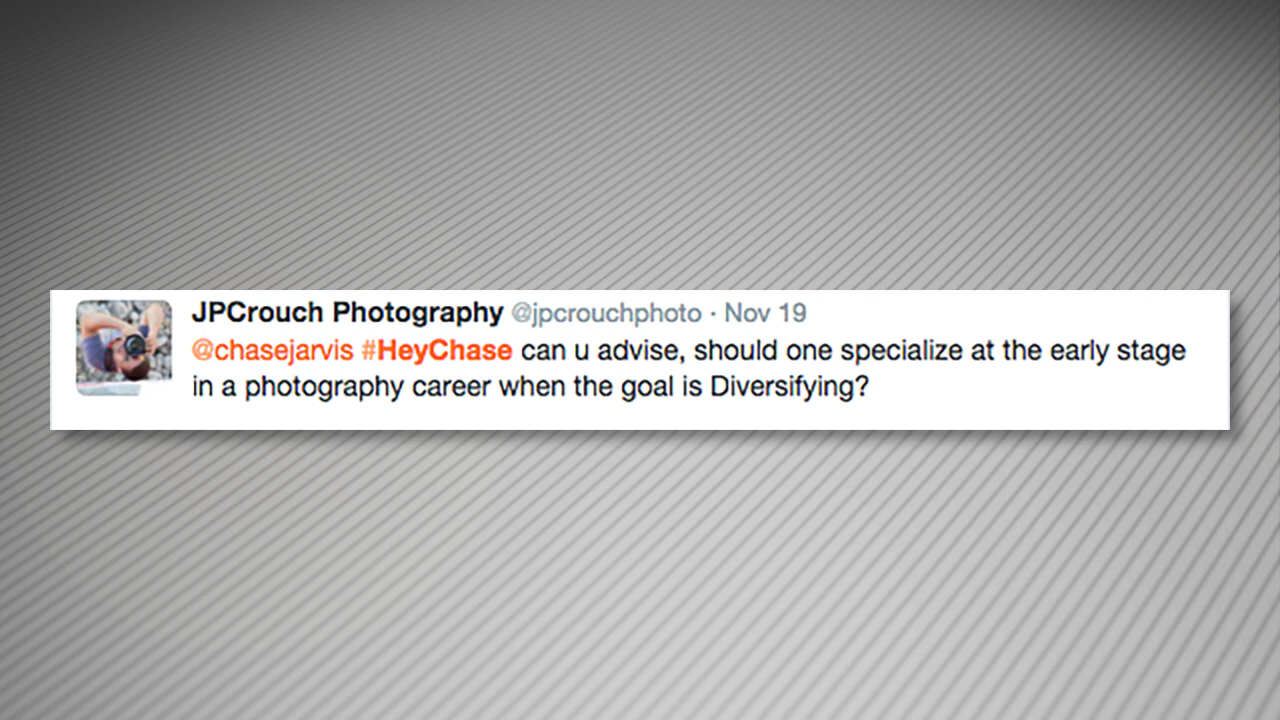 JPCrouch Photography @jpcrouchphoto · Nov 19
@chasejarvis #HeyChase can u advise, should one specialize at the early stage
in a photography career when the goal is Diversifying?